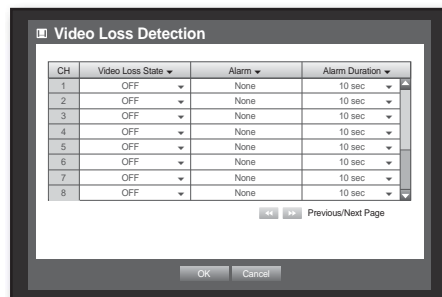 Video Loss Detection
CH Video Loss State Alarm Alarm Duration
1 OFF None 10 sec
2 OFF None 10 sec
3 OFF None 10 sec
4 OFF None 10 sec
5 OFF None 10 sec
6 OFF None 10 sec
7 OFF None 10 sec
8 OFF None 10 sec
Previous/Next Page
OK Cancel